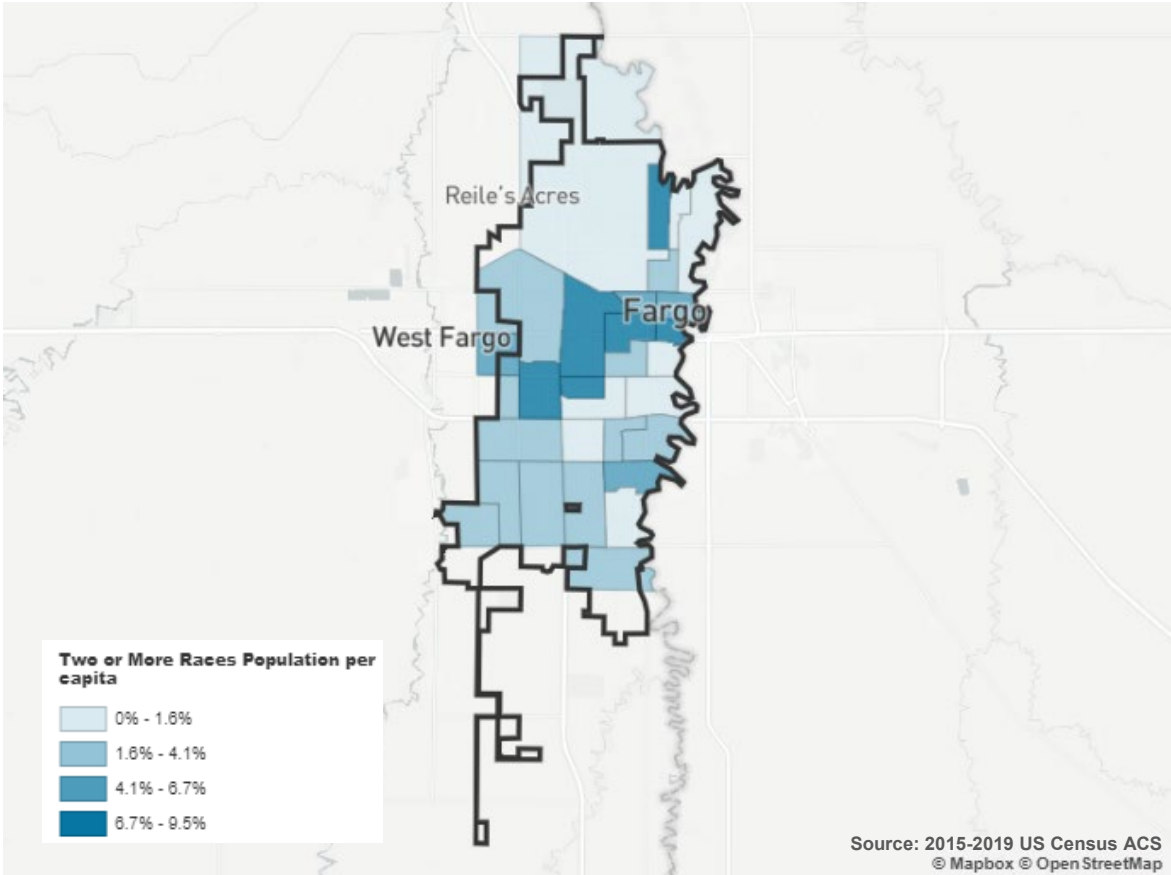 Reile's Acres
Fargo
West Fargo
Two or More Races Population per
capita
0% - 1.6%
1.6% - 4.1%
4.1% - 6.7%
6.7% - 9.5%
Source: 2015-2019 US Census ACS
© Mapbox © OpenStreetMap